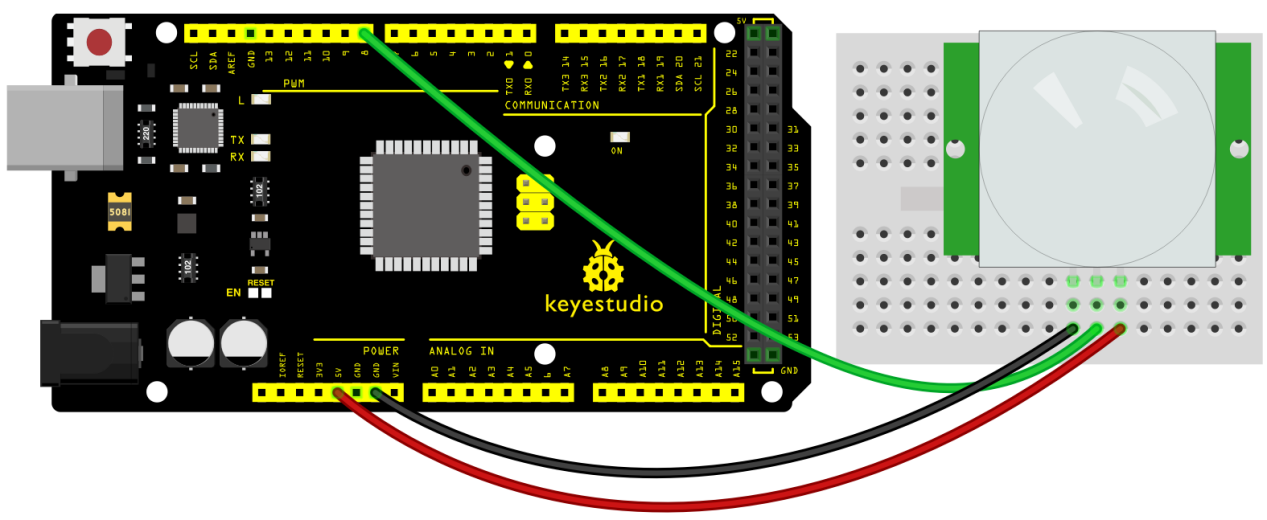 SCL
SDA
AREF
GND
13
12
11
10
9
8
7
6
5
4
3
2
1
0
TX0
RX0
TX3 14
RX3 15
TX2 16
RX2 17
TX1 18
RX1 19
SDA 20
SCL 21
PWM
COMMUNICATION
5V
22
24
26
28
30 31
32 33
34 35
36 37
38 39
40 41
42 43
44 45
46 47
48 49
50 51
52 53
DIGITAL
GND
L
TX
RX
ON
220
102
5081
102
RESET
EN
keyestudio
POWER
ANALOG IN
IOREF
RESET
3V3
5V
GND
GND
VIN
A0
A1
A2
A3
A4
A5
6
A7
A8
A9
A10
A11
A12
A13
A14
A15